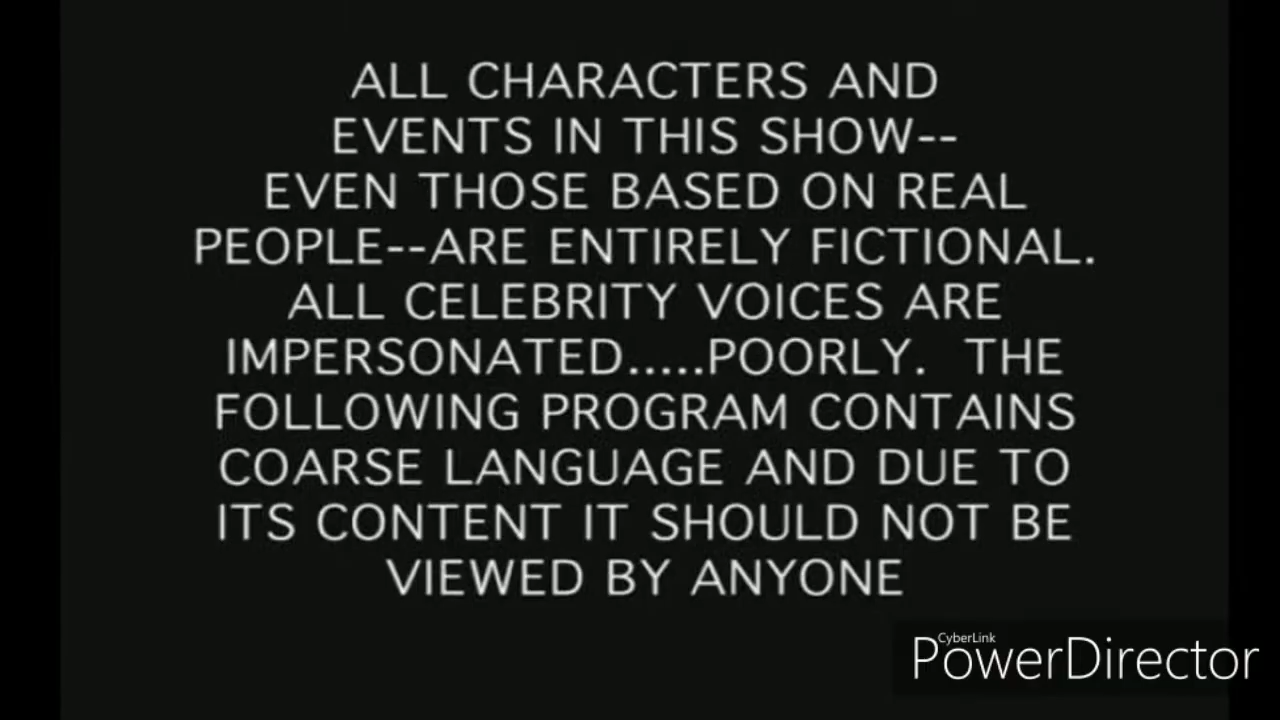 ALL CHARACTERS AND
EVENTS IN THIS SHOW--
EVEN THOSE BASED ON REAL
PEOPLE--ARE ENTIRELY FICTIONAL.
ALL CELEBRITY VOICES ARE
IMPERSONATED.....POORLY. THE
FOLLOWING PROGRAM CONTAINS
COARSE LANGUAGE AND DUE TO
ITS CONTENT IT SHOULD NOT BE
VIEWED BY ANYONE
CyberLink
PowerDirector